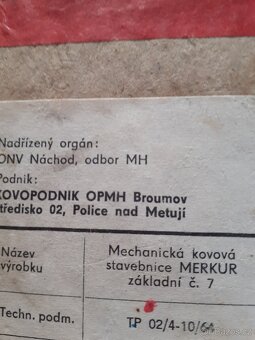 Nadřízený orgán:
ONV Náchod, odbor MH
Podnik:
KOVOPODNIK OPMH Broumov
středisko 02, Police nad Metují
Název
výrobku
Mechanická kovová
stavebnice MERKUR
základní č. 7
Techn. podm.
TP 02/4-10/64